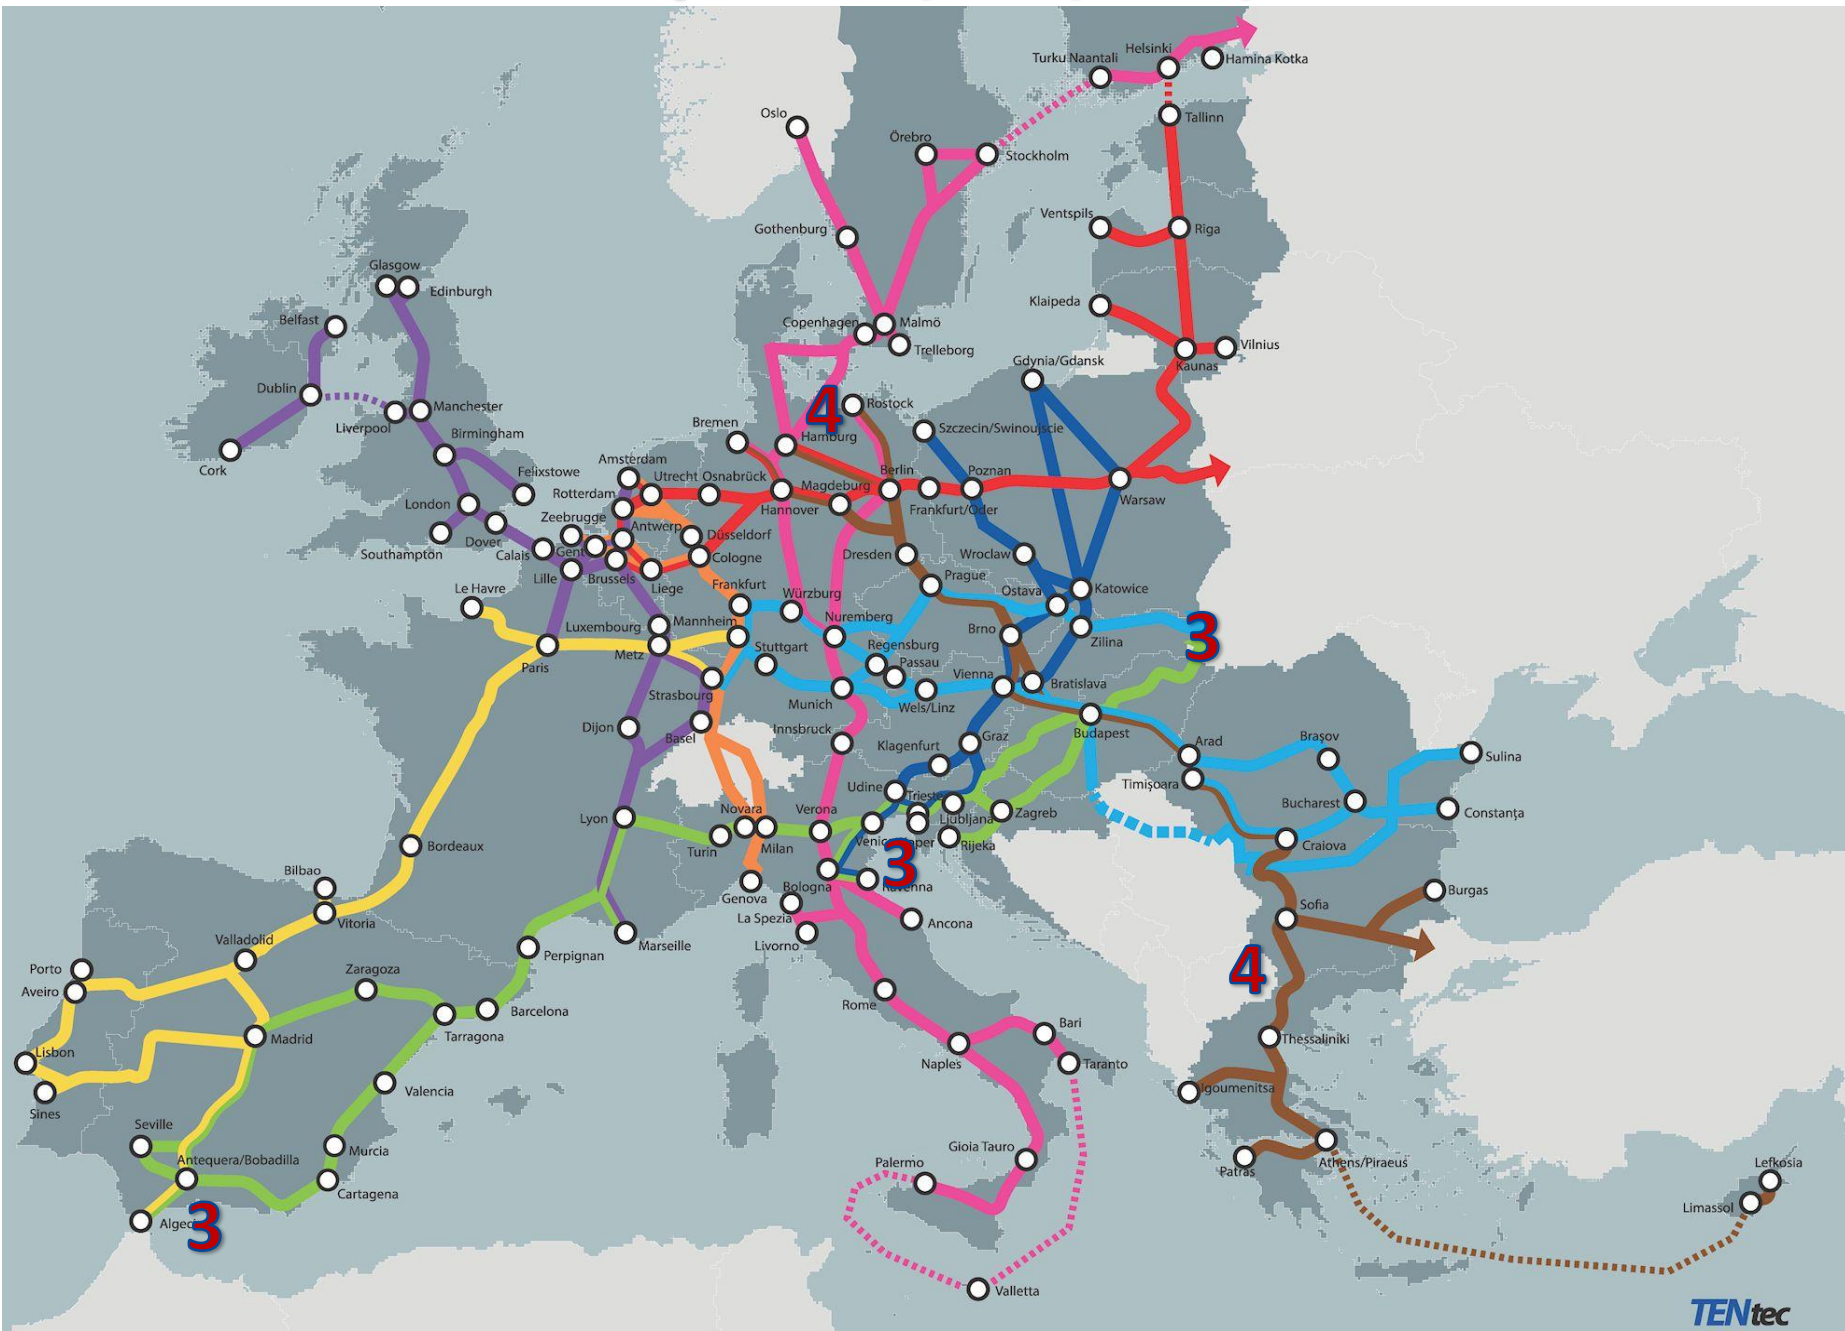 Helsinki
Turku Naantali
Hamina Kotka
Oslo
Tallinn
Örebro
Stockholm
Ventspils
Riga
Gothenburg
Glasgow
Edinburgh
Klaipeda
Belfast
Copenhagen
Malmö
Vilnius
Trelleborg
Gdynia/Gdansk
Kaunas
Dublin
4
Rostock
Manchester
Liverpool
Bremen
Szczecin/Swinoujscie
Birmingham
Hamburg
Cork
Amsterdam
Felixstowe
Utrecht
Osnabrück
Berlin
Poznan
Rotterdam
Magdeburg
Warsaw
London
Hannover
Frankfurt/Oder
Zeebrugge
Antwerp
Dover
Düsseldorf
Southampton
Calais
Gent
Dresden
Wroclaw
Cologne
Lille
Brussels
Liege
Prague
Le Havre
Frankfurt
Würzburg
Ostava
Katowice
Luxembourg
Mannheim
Nuremberg
Brno
3
Zilina
Stuttgart
Regensburg
Metz
Paris
Passau
Vienna
Bratislava
Strasbourg
Munich
Wels/Linz
Dijon
Basel
Innsbruck
Klagenfurt
Graz
Budapest
Arad
Braşov
Sulina
Timişoara
Udine
Trieste
Novara
Verona
Bucharest
Lyon
Ljubljana
Zagreb
Constanţa
Turin
Milan
Rijeka
Craiova
Bordeaux
3
Bilbao
Bologna
Burgas
Genova
La Spezia
Sofia
Vitoria
Ancona
Livorno
Marseille
Valladolid
Perpignan
4
Porto
Zaragoza
Aveiro
Rome
Barcelona
Bari
Madrid
Tarragona
Thessaliniki
Lisbon
Naples
Taranto
Valencia
Igoumenitsa
Sines
Seville
Gioia Tauro
Murcia
Antequera/Bobadilla
Palermo
Athens/Piraeus
Patras
Lefkosia
Cartagena
Limassol
3
Valletta
TENtec